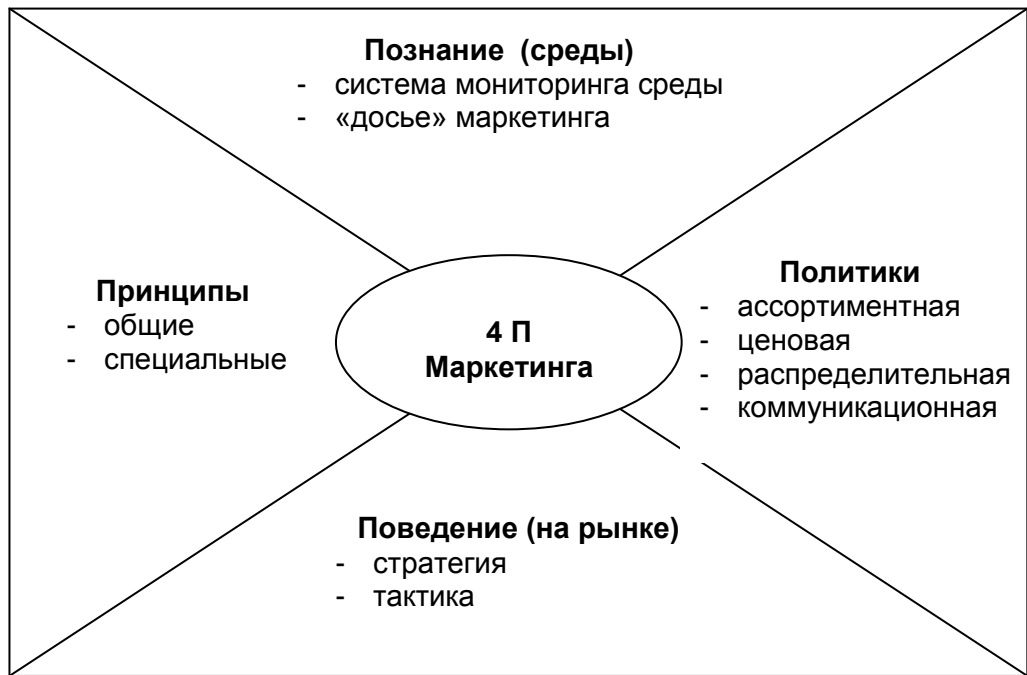 Познание (среды)
- система мониторинга среды
- «досье» маркетинга
Принципы
- общие
- специальные
4 П
Маркетинга
Политики
- ассортиментная
- ценовая
- распределительная
- коммуникационная
Поведение (на рынке)
- стратегия
- тактика